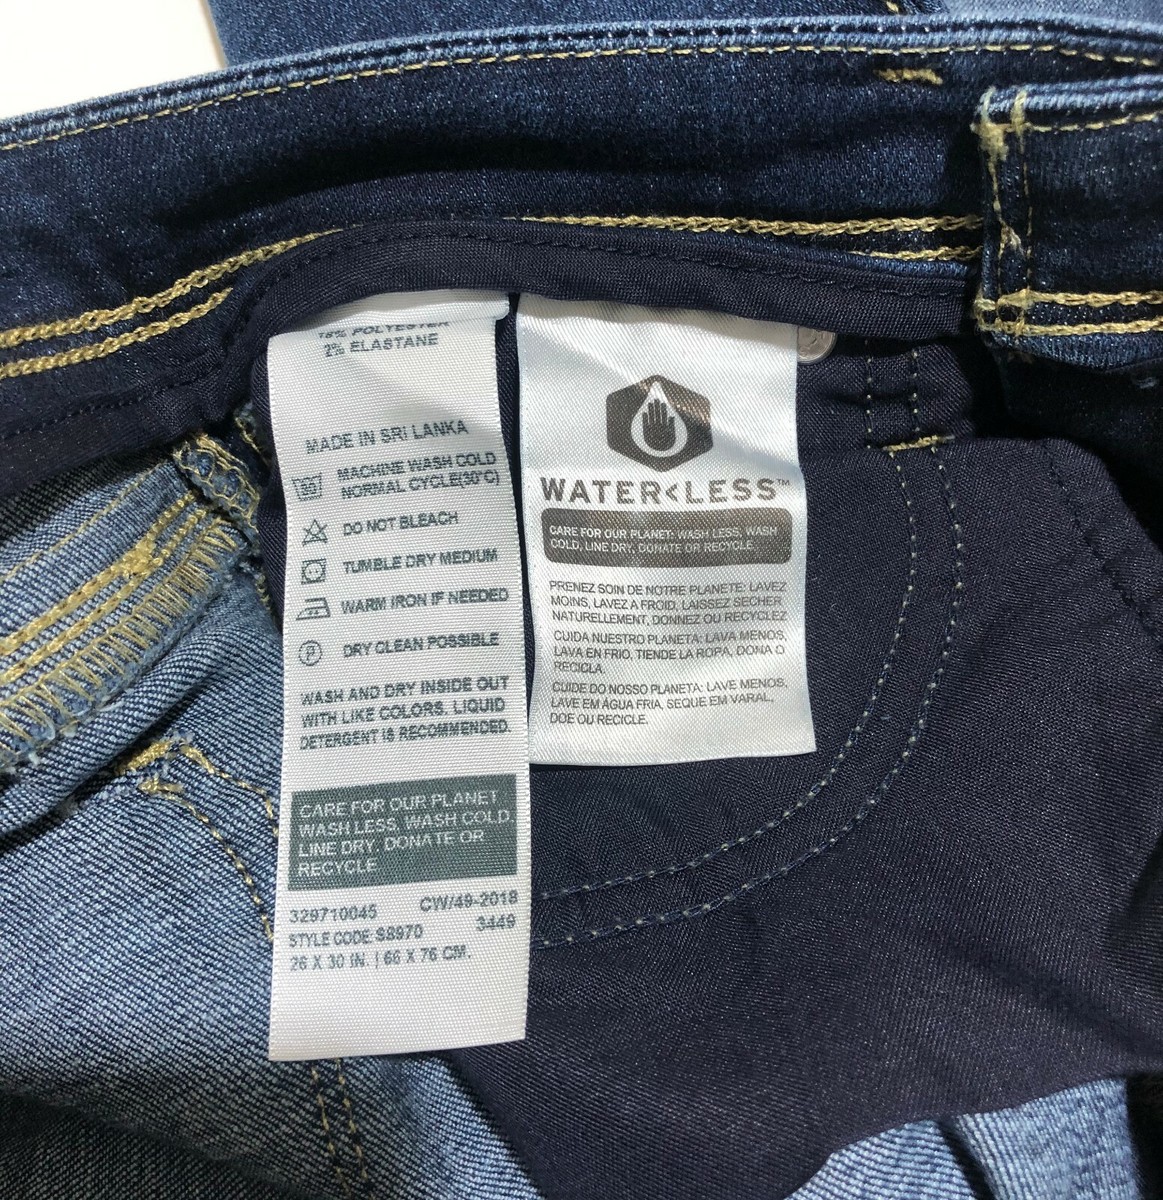 POLYESTER
2% ELASTANE
MADE IN SRI LANKA
MACHINE WASH COLD
NORMAL CYCLE(30°C)
DO NOT BLEACH
TUMBLE DRY MEDIUM
WARM IRON IF NEEDED
DRY CLEAN POSSIBLE
WASH AND DRY INSIDE OUT
WITH LIKE COLORS. LIQUID
DETERGENT IS RECOMMENDED.
CARE FOR OUR PLANET
WASH LESS, WASH COLD
LINE DRY, DONATE OR
RECYCLE
329710045 CW/49-2018
STYLE CODE S8970 3449
26 X 30 IN. | 66 X 76 CM.
WATER<LESS™
CARE FOR OUR PLANET: WASH LESS, WASH
COLD, LINE DRY, DONATE OR RECYCLE.
PRENEZ SOIN DE NOTRE PLANETE: LAVEZ
MOINS, LAVEZ A FROID, LAISSEZ SECHER
NATURELLEMENT, DONNEZ OU RECYCLEZ
CUIDA NUESTRO PLANETA: LAVA MENOS,
LAVA EN FRIO, TIENDE LA ROPA, DONA O
RECICLA.
CUIDE DO NOSSO PLANETA: LAVE MENOS,
LAVE EM ÁGUA FRIA, SEQUE EM VARAL,
DOE OU RECICLE.